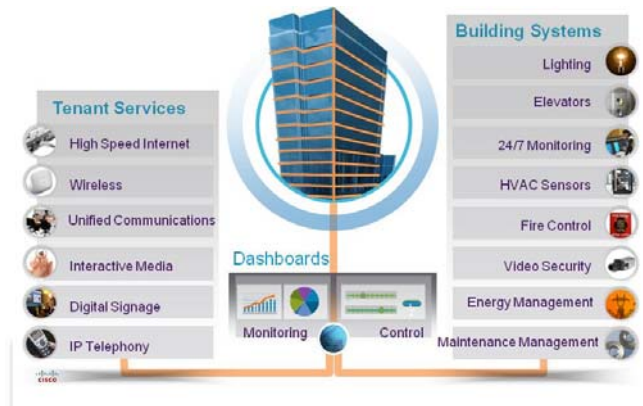 Tenant Services
High Speed Internet
Wireless
Unified Communications
Interactive Media
Digital Signage
IP Telephony
CISCO
Dashboards
Monitoring
Control
Building Systems
Lighting
Elevators
24/7 Monitoring
HVAC Sensors
Fire Control
Video Security
Energy Management
Maintenance Management